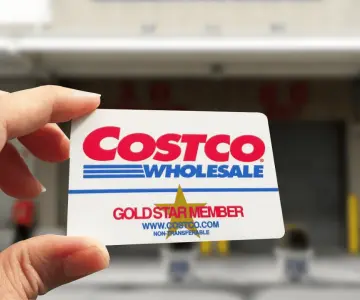 COSTCO®
WHOLESALE
GOLD STAR MEMBER
WWW.COSTCO.COM
NON-TRANSFERABLE